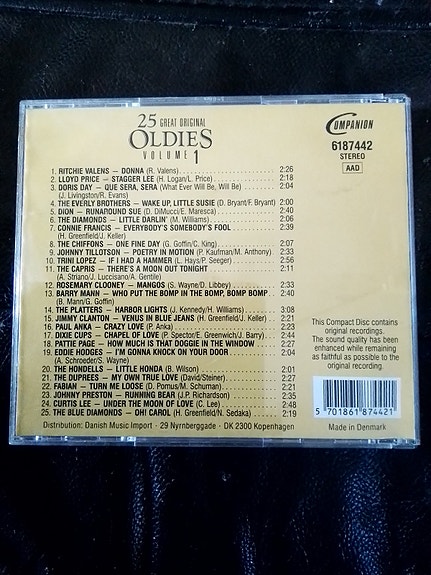 25 GREAT ORIGINAL
OLDIES
VOLUME 1
COMPANION
6187442
STEREO
AAD
1. RITCHIE VALENS — DONNA (R. Valens) 2:26
2. LLOYD PRICE — STAGGER LEE (H. Logan/L. Price) 2:18
3. DORIS DAY — QUE SERA, SERA (What Ever Will Be, Will Be) 2:04
(J. Livingston/R. Evans)
4. THE EVERLY BROTHERS — WAKE UP, LITTLE SUSIE (D. Bryant/F. Bryant) 2:00
5. DION — RUNAROUND SUE (D. DiMucci/E. Maresca) 2:40
6. THE DIAMONDS — LITTLE DARLIN' (M. Williams) 2:06
7. CONNIE FRANCIS — EVERYBODY'S SOMEBODY'S FOOL 2:39
(H. Greenfield/J. Keller)
8. THE CHIFFONS — ONE FINE DAY (G. Goffin/C. King) 2:07
9. JOHNNY TILLOTSON — POETRY IN MOTION (P. Kaufman/M. Anthony) 2:33
10. TRINI LOPEZ — IF I HAD A HAMMER (L. Hays/P. Seeger) 2:56
11. THE CAPRIS — THERE'S A MOON OUT TONIGHT 2:11
(A. Striano/J. Luccisano/A. Gentile)
12. ROSEMARY CLOONEY — MANGOS (S. Wayne/D. Libbey) 2:33
13. BARRY MANN — WHO PUT THE BOMP IN THE BOMP, BOMP BOMP 2:40
(B. Mann/G. Goffin)
14. THE PLATTERS — HARBOR LIGHTS (J. Kennedy/H. Williams) 3:08
15. JIMMY CLANTON — VENUS IN BLUE JEANS (H. Greenfield/J. Keller) 2:21
16. PAUL ANKA — CRAZY LOVE (P. Anka) 2:23
17. DIXIE CUPS — CHAPEL OF LOVE (P. Spector/E. Greenwich/J. Barry) 2:44
18. PATTIE PAGE — HOW MUCH IS THAT DOGGIE IN THE WINDOW 2:27
19. EDDIE HODGES — I'M GONNA KNOCK ON YOUR DOOR 2:04
(A. Schroeder/S. Wayne)
20. THE HONDELLS — LITTLE HONDA (B. Wilson) 2:01
21. THE DUPREES — MY OWN TRUE LOVE (David/Steiner) 2:27
22. FABIAN — TURN ME LOOSE (D. Pomus/M. Schuman) 2:21
23. JOHNNY PRESTON — RUNNING BEAR (J.P. Richardson) 2:35
24. CURTIS LEE — UNDER THE MOON OF LOVE (C. Lee) 2:48
25. THE BLUE DIAMONDS — OH! CAROL (H. Greenfield/N. Sedaka) 2:19
Distribution: Danish Music Import · 29 Nyrnberggade · DK 2300 Kopenhagen
This Compact Disc contains
original recordings.
The sound quality has been
enhanced while remaining
as faithful as possible to the
original recording.
5 701861 874421
Made in Denmark